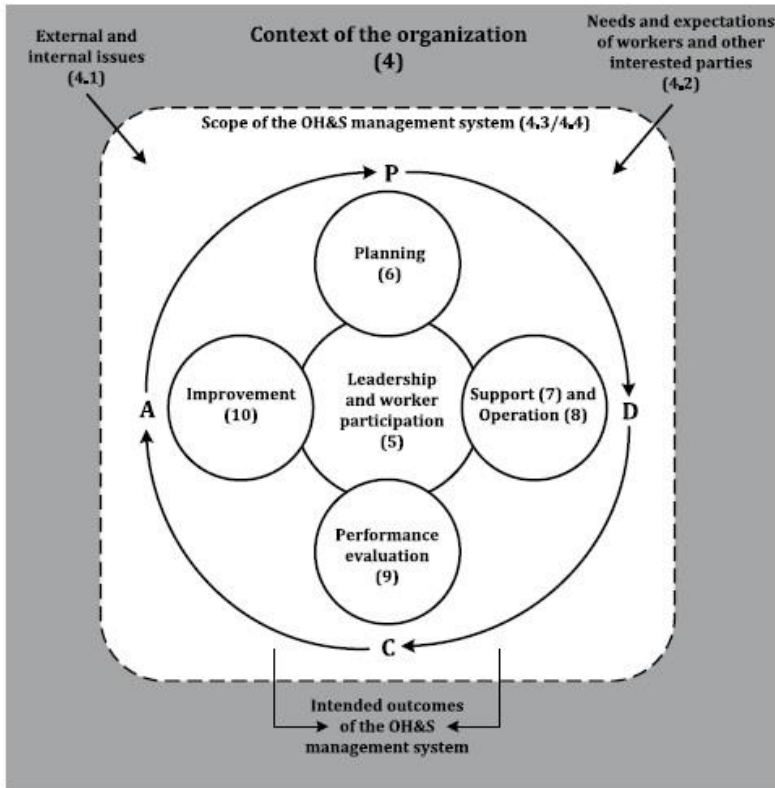 External and
internal issues
(4.1)
Context of the organization
(4)
Needs and expectations
of workers and other
interested parties
(4.2)
Scope of the OH&S management system (4.3/4.4)
P
Planning
(6)
A
Improvement
(10)
Leadership
and worker
participation
(5)
Support (7) and
Operation (8)
D
Performance
evaluation
(9)
C
Intended outcomes
of the OH&S
management system